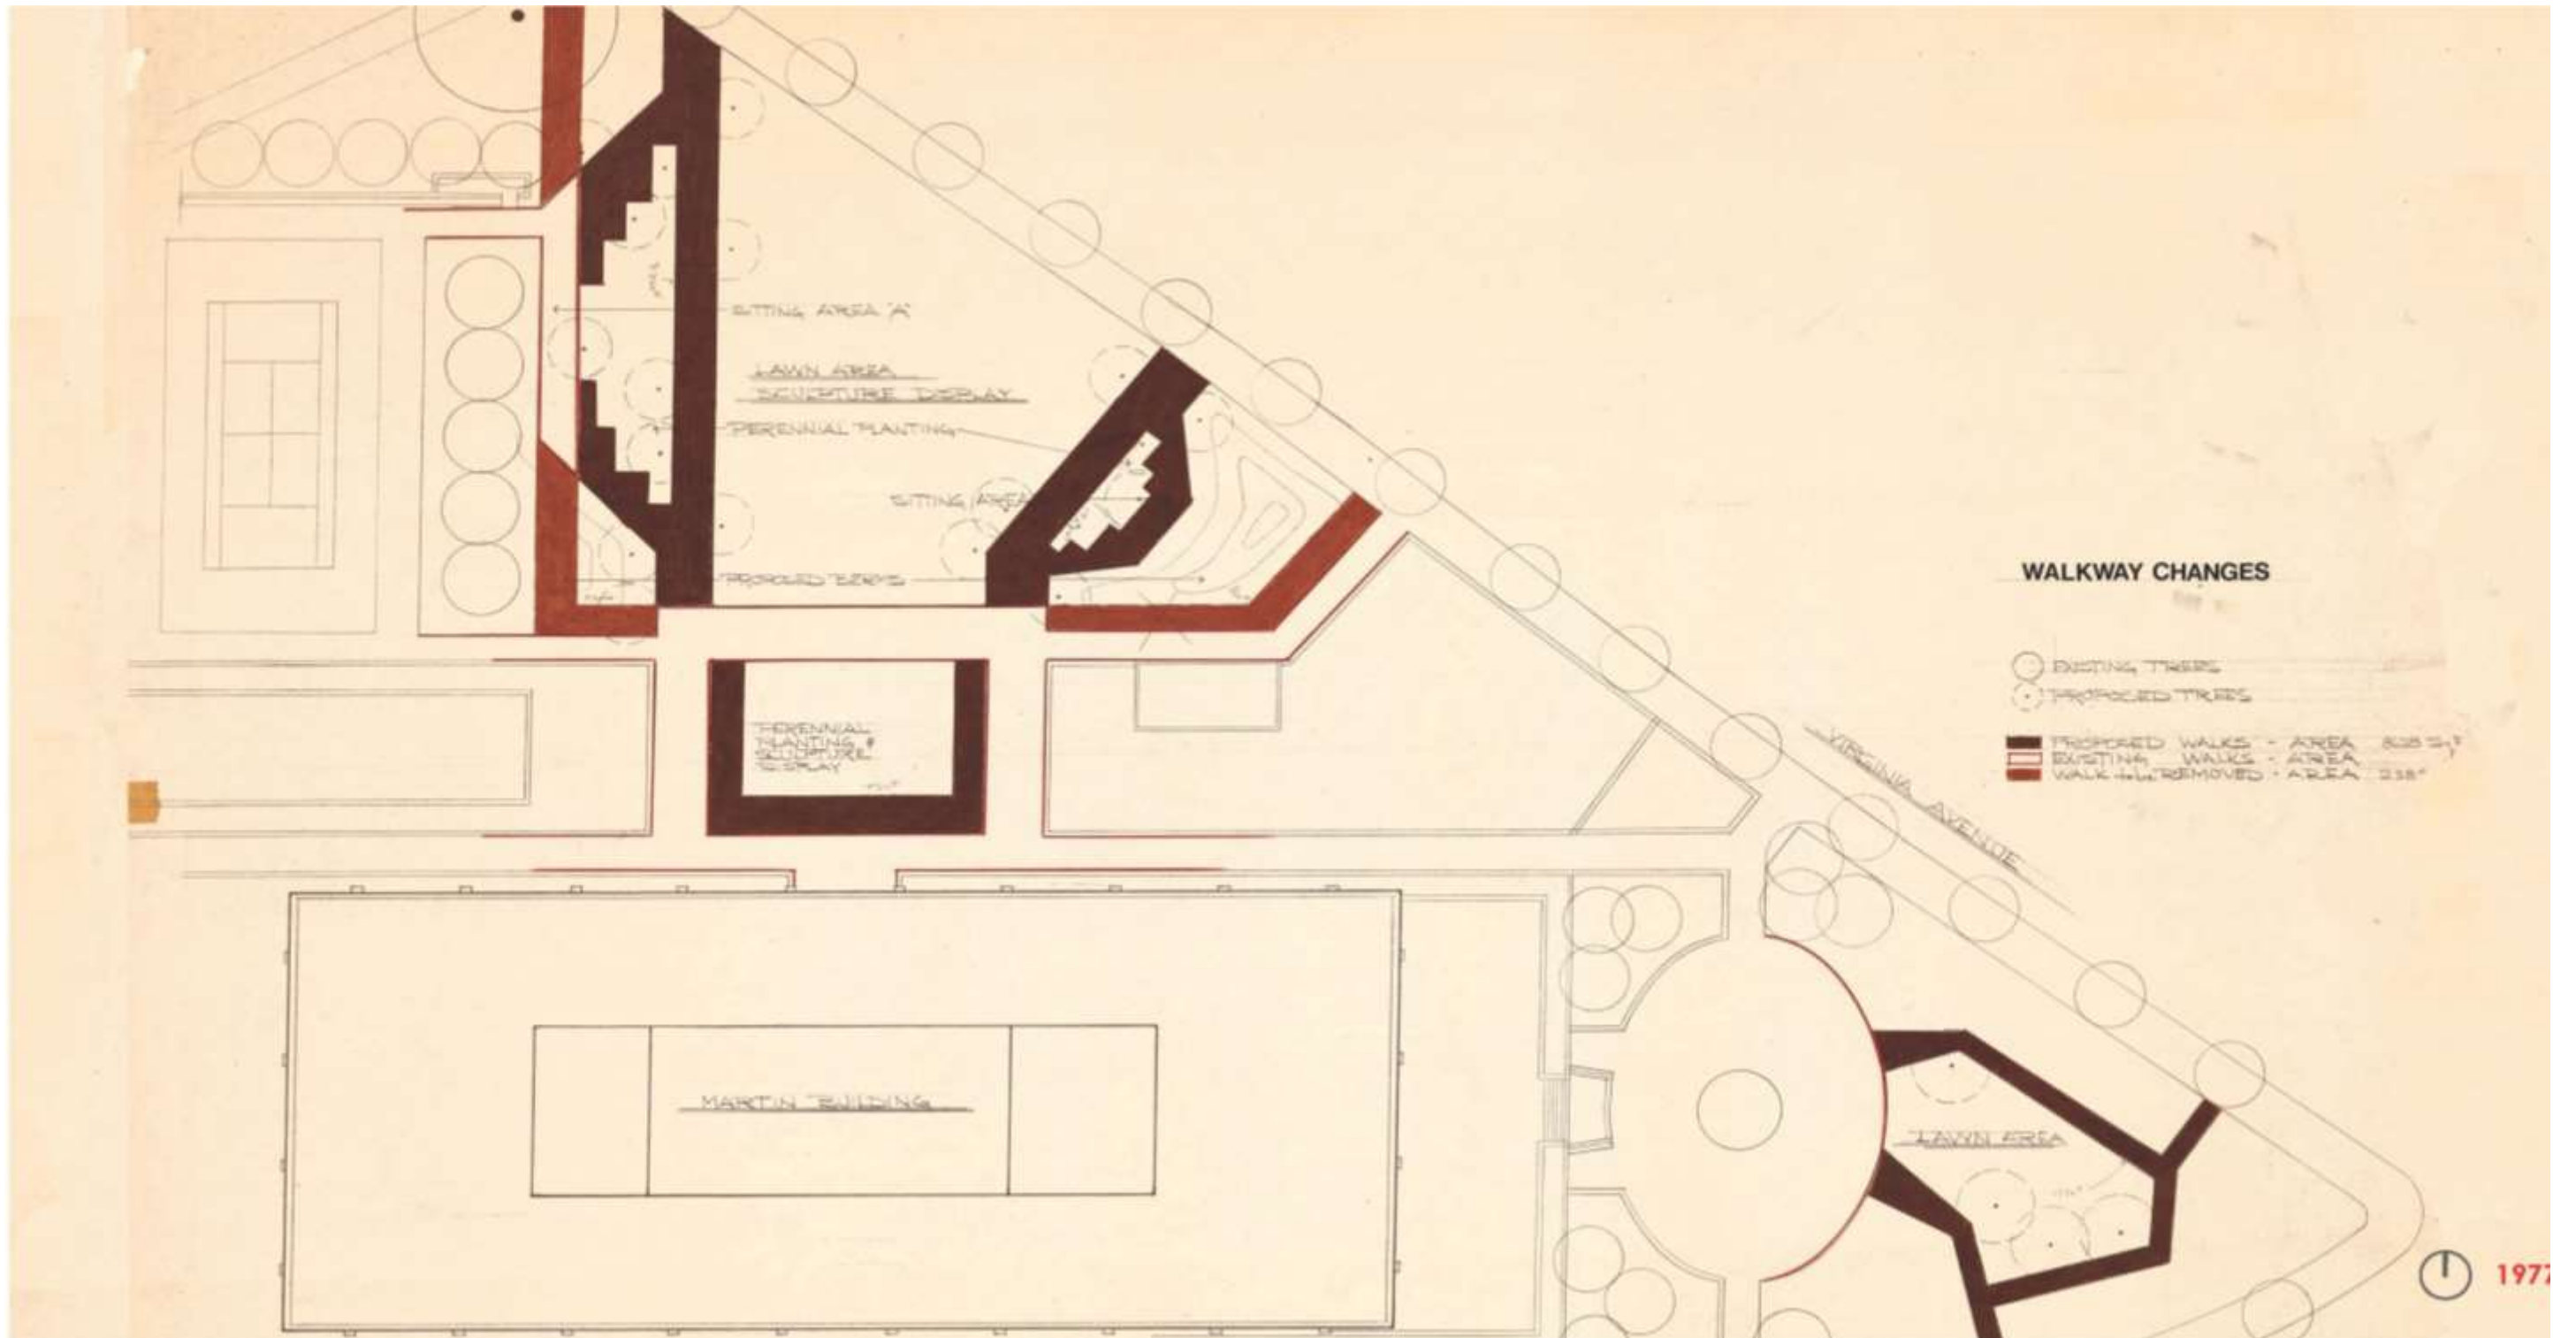 SITTING AREA "A"
LAWN AREA
SCULPTURE DISPLAY
PERENNIAL PLANTING
SITTING AREA
PROPOSED BERMS
PERENNIAL
PLANTING &
SCULPTURE
DISPLAY
MARTIN BUILDING
VIRGINIA AVENUE
LAWN AREA
WALKWAY CHANGES
EXISTING TREES
PROPOSED TREES
PROPOSED WALKS - AREA
EXISTING WALKS - AREA
WALK REMOVED - AREA
1977